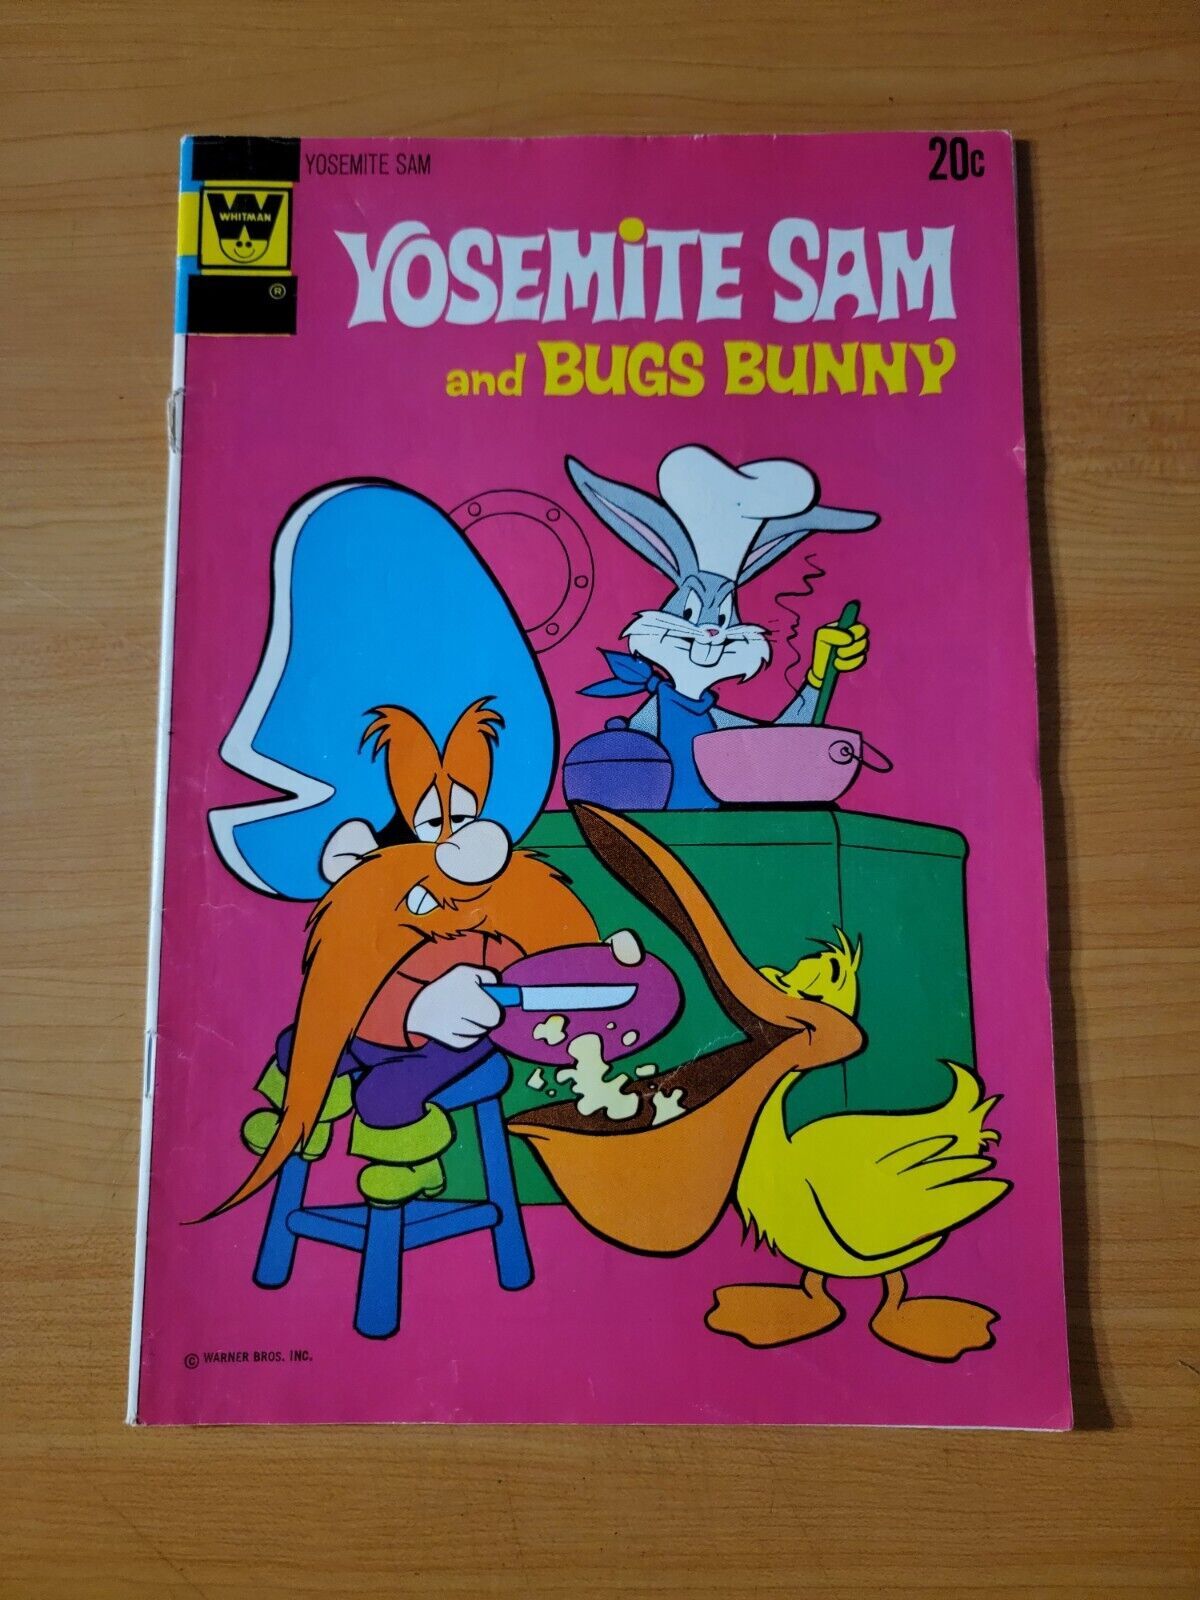 YOSEMITE SAM
20c
WHITMAN
®
YOSEMiTE SAM
and BUGS BUNNY
© WARNER BROS. INC.